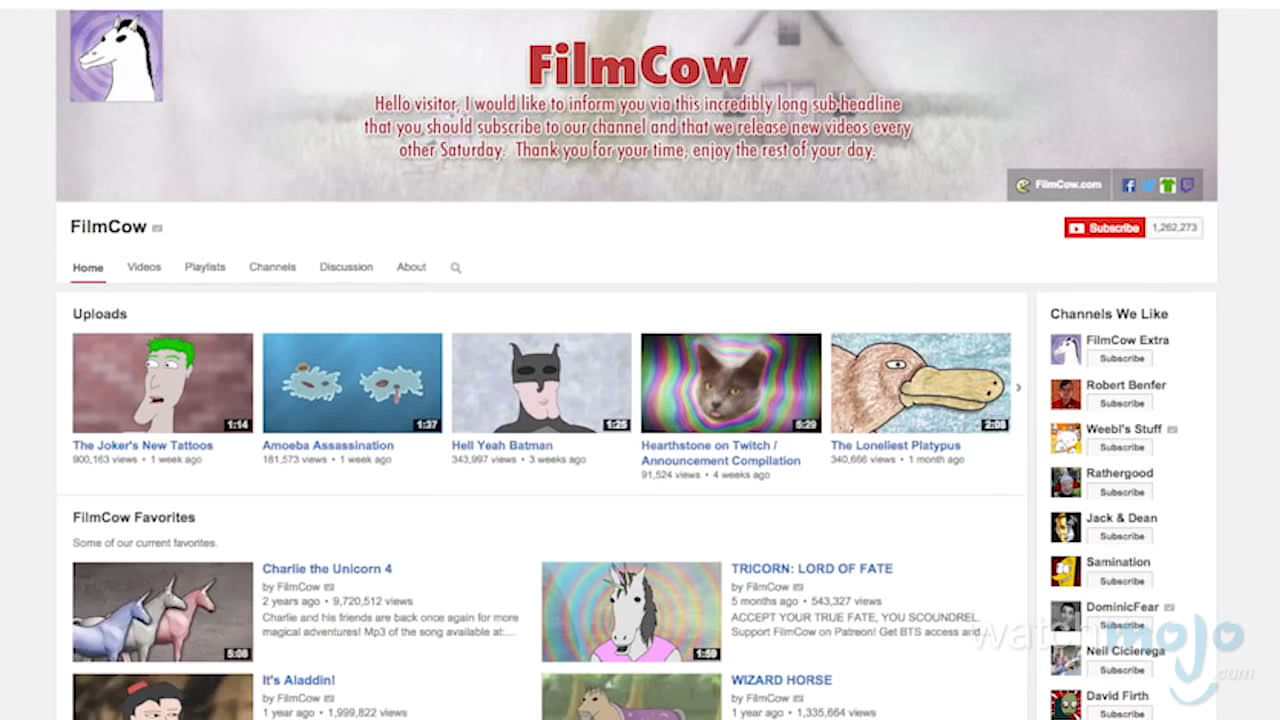 FilmCow
Hello visitor, I would like to inform you via this incredibly long sub-headline
that you should subscribe to our channel and that we release new videos every
other Saturday. Thank you for your time, enjoy the rest of your day.
FilmCow.com
FilmCow
Subscribe 1,262,273
Home Videos Playlists Channels Discussion About
Uploads
1:14 1:37 1:25 5:29 2:08
The Joker's New Tattoos
900,163 views • 1 week ago
Amoeba Assassination
181,573 views • 1 week ago
Hell Yeah Batman
343,997 views • 3 weeks ago
Hearthstone on Twitch /
Announcement Compilation
91,524 views • 4 weeks ago
The Loneliest Platypus
340,666 views • 1 month ago
FilmCow Favorites
Some of our current favorites.
5:08
Charlie the Unicorn 4
by FilmCow
2 years ago • 9,720,512 views
Charlie and his friends are back once again for more
magical adventures! Mp3 of the song available at:...
1:59
TRICORN: LORD OF FATE
by FilmCow
5 months ago • 543,327 views
ACCEPT YOUR TRUE FATE, YOU SCOUNDREL.
Support FilmCow on Patreon! Get BTS access and
It's Aladdin!
by FilmCow
1 year ago • 1,999,822 views
WIZARD HORSE
by FilmCow
1 year ago • 1,335,664 views
Channels We Like
FilmCow Extra
Subscribe
Robert Benfer
Subscribe
Weebl's Stuff
Subscribe
Rathergood
Subscribe
Jack & Dean
Subscribe
Samination
Subscribe
DominicFear
Subscribe
Neil Cicierega
Subscribe
David Firth
Subscribe
watchmojo
.com